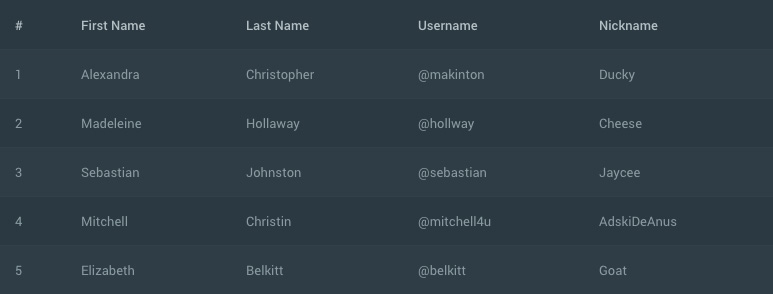 # First Name Last Name Username Nickname
1 Alexandra Christopher @makinton Ducky
2 Madeleine Hollaway @hollway Cheese
3 Sebastian Johnston @sebastian Jaycee
4 Mitchell Christin @mitchell4u AdskiDeAnus
5 Elizabeth Belkitt @belkitt Goat